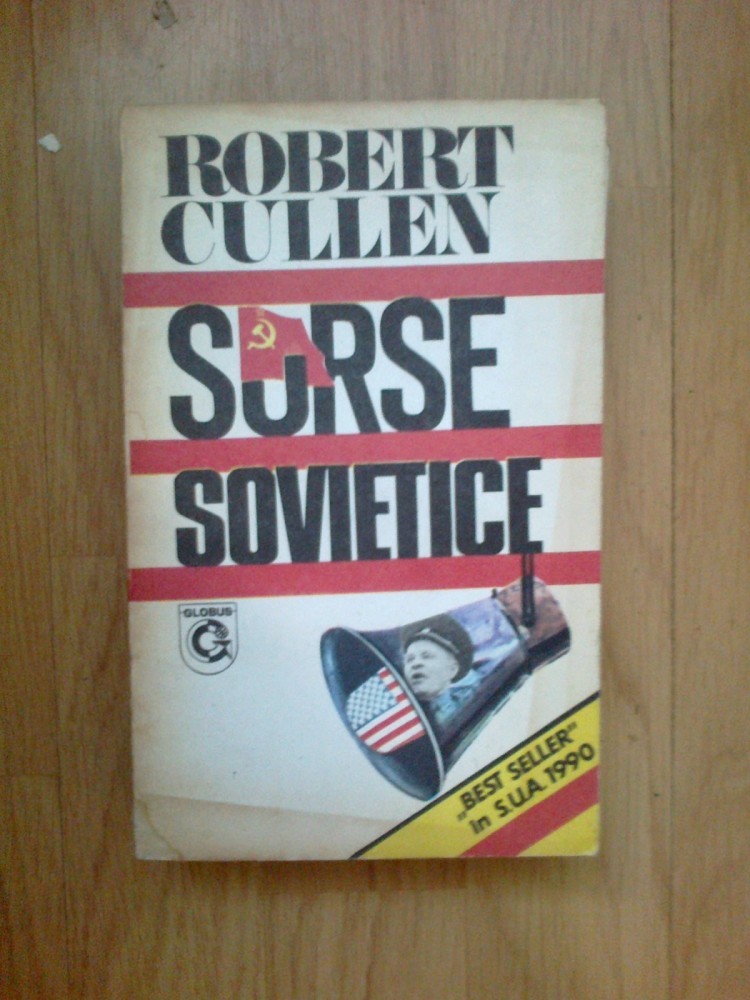 ROBERT
CULLEN
SURSE
SOVIETICE
GLOBUS
„BEST SELLER”
în S.U.A. 1990